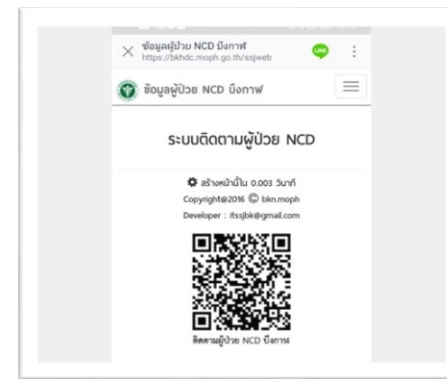 ข้อมูลผู้ป่วย NCD บึงกาฬ
https://bkhdc.moph.go.th/ssjweb
LINE
ข้อมูลผู้ป่วย NCD บึงกาฬ
ระบบติดตามผู้ป่วย NCD
สร้างหน้านี้ใน 0.003 วินาที
Copyright@2016 © bkn.moph
Developer : itssjbk@gmail.com
ติดตามผู้ป่วย NCD บึงกาฬ